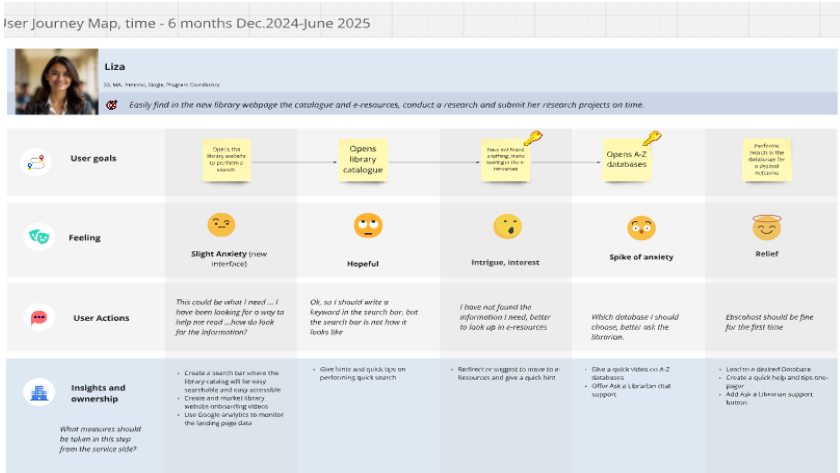 User Journey Map, time - 6 months Dec.2024-June 2025
Liza
Easily find in the new library webpage the catalogue and e-resources, conduct a research and submit her research projects on time.
User goals
Opens the
library website
to perform a
search
Opens
library
catalogue
Opens A-Z
databases
Performs
search in the
databases for
a desired
outcome.
Feeling
Slight Anxiety (new
interface)
Hopeful
Intrigue, interest
Spike of anxiety
Relief
User Actions
This could be what I need ... I
have been looking for a way to
help me read ...how do look
for the information?
Ok, so I should write a
keyword in the search bar, but
the search bar is not how it
looks like
I have not found the
information I need, better
to look up in e-resources
Which database I should
choose, better ask the
librarian.
Ebscohost should be fine
for the first time
Insights and
ownership
What measures should
be taken in this step
from the service side?
Create a search bar where the
library catalog will be easy
searchable and easy accessible
Create and market library
website onboarding videos
Use Google analytics to monitor
the landing page data
Give hints and quick tips on
performing quick search
Redirect or suggest to move to e-
Resources and give a quick hint
Give a quick video on A-Z
databases
Offer Ask a Librarian chat
support
Lead to a desired Database
Create a quick help and tips one-
pager
Add Ask a Librarian support
button